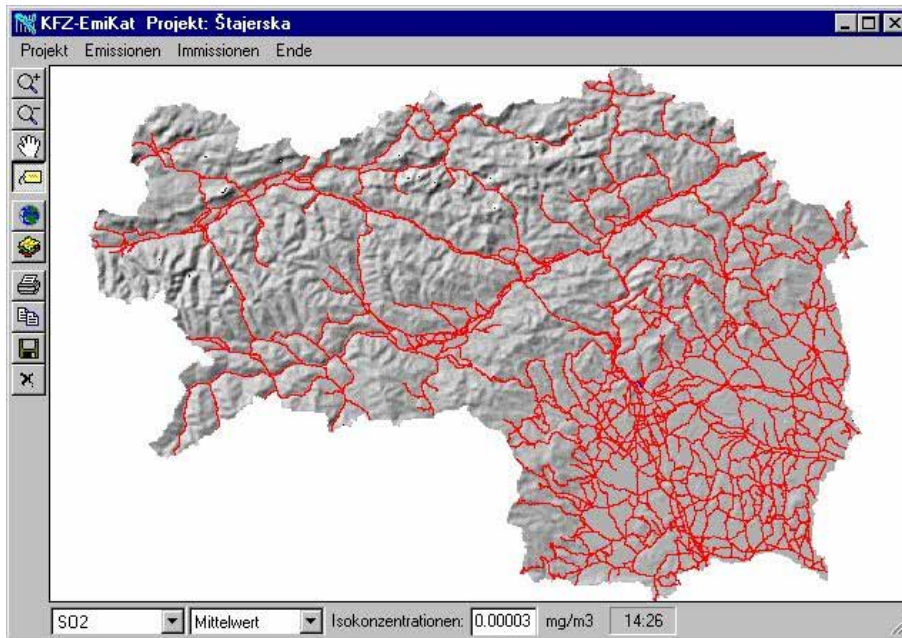 KFZ-EmiKat Projekt: Štajerska
Projekt Emissionen Immissionen Ende
SO2 Mittelwert Isokonzentrationen: 0.00003 mg/m3 14:26